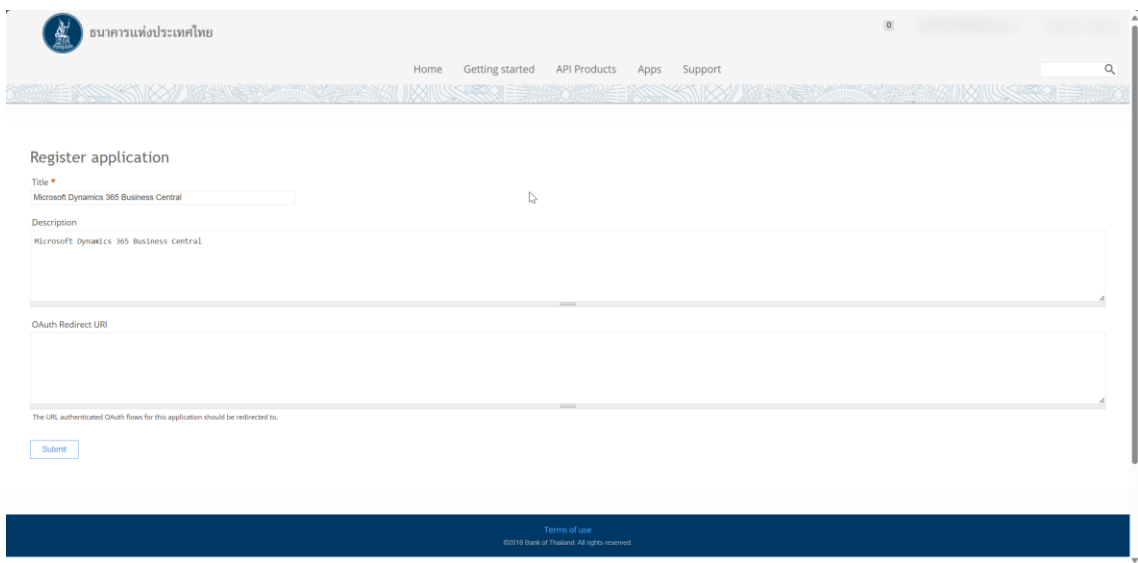 ธนาคารแห่งประเทศไทย
0
Home Getting started API Products Apps Support
Register application
Title *
Microsoft Dynamics 365 Business Central
Description
Microsoft Dynamics 365 Business Central
OAuth Redirect URI
The URL authenticated OAuth flows for this application should be redirected to.
Submit
Terms of use
©2018 Bank of Thailand. All rights reserved.